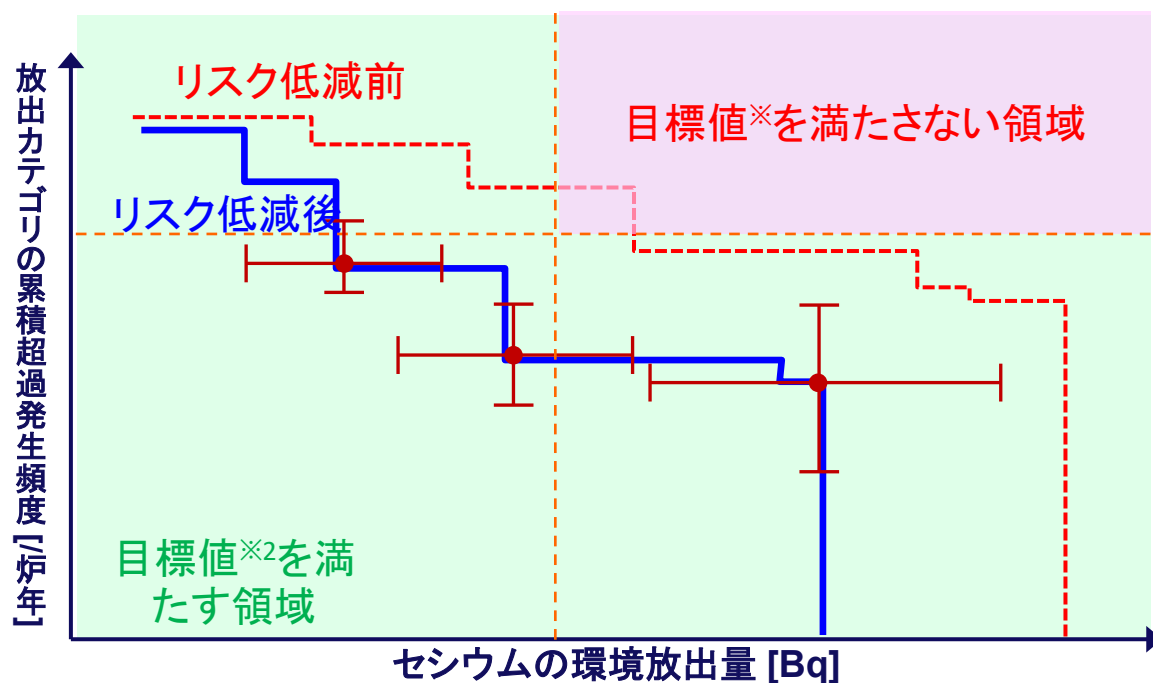 放出カテゴリの累積超過発生頻度 [/炉年]
リスク低減前
目標値※を満たさない領域
リスク低減後
目標値※2を満
たす領域
セシウムの環境放出量 [Bq]